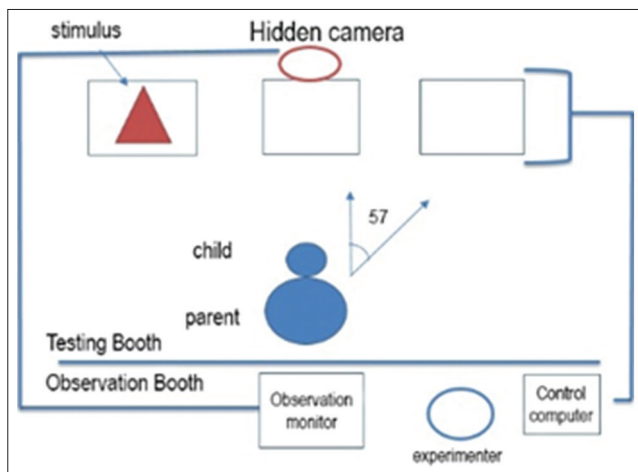 stimulus
Hidden camera
57
child
parent
Testing Booth
Observation Booth
Observation
monitor
experimenter
Control
computer